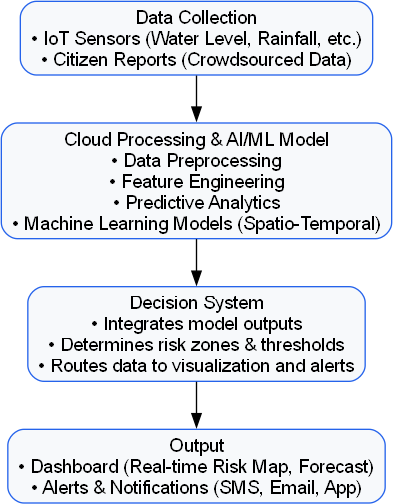 Data Collection
• IoT Sensors (Water Level, Rainfall, etc.)
• Citizen Reports (Crowdsourced Data)
Cloud Processing & AI/ML Model
• Data Preprocessing
• Feature Engineering
• Predictive Analytics
• Machine Learning Models (Spatio-Temporal)
Decision System
• Integrates model outputs
• Determines risk zones & thresholds
• Routes data to visualization and alerts
Output
• Dashboard (Real-time Risk Map, Forecast)
• Alerts & Notifications (SMS, Email, App)